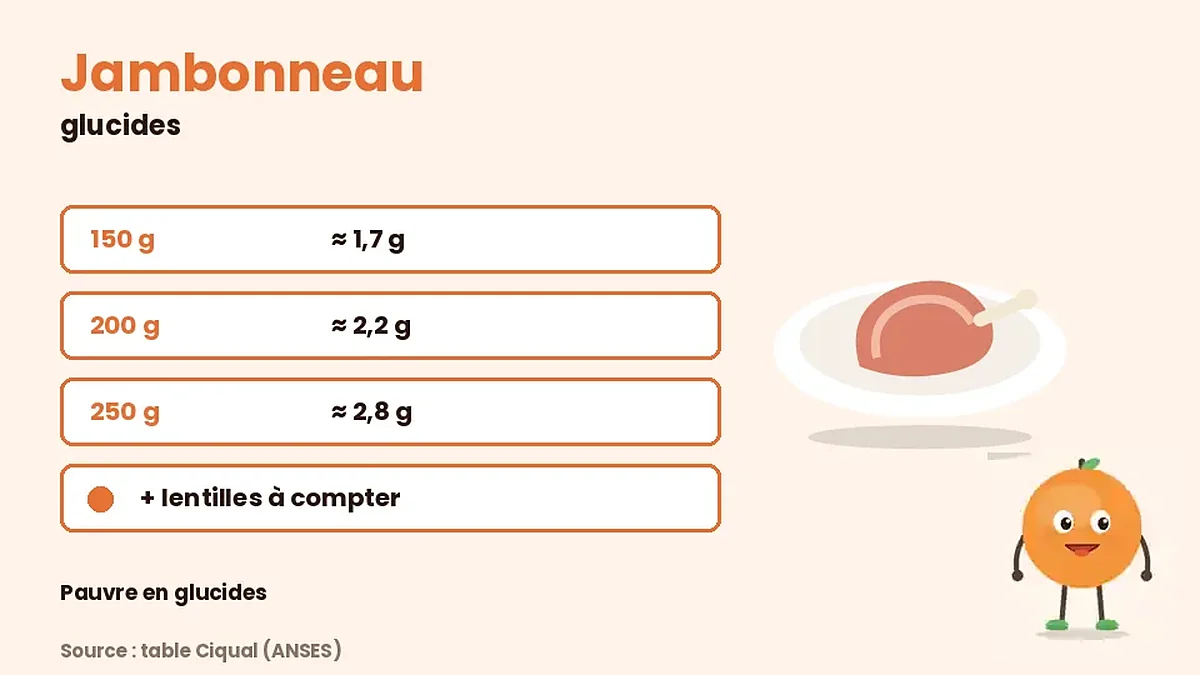 Jambonneau
glucides
150 g ≈ 1,7 g
200 g ≈ 2,2 g
250 g ≈ 2,8 g
+ lentilles à compter
Pauvre en glucides
Source : table Ciqual (ANSES)